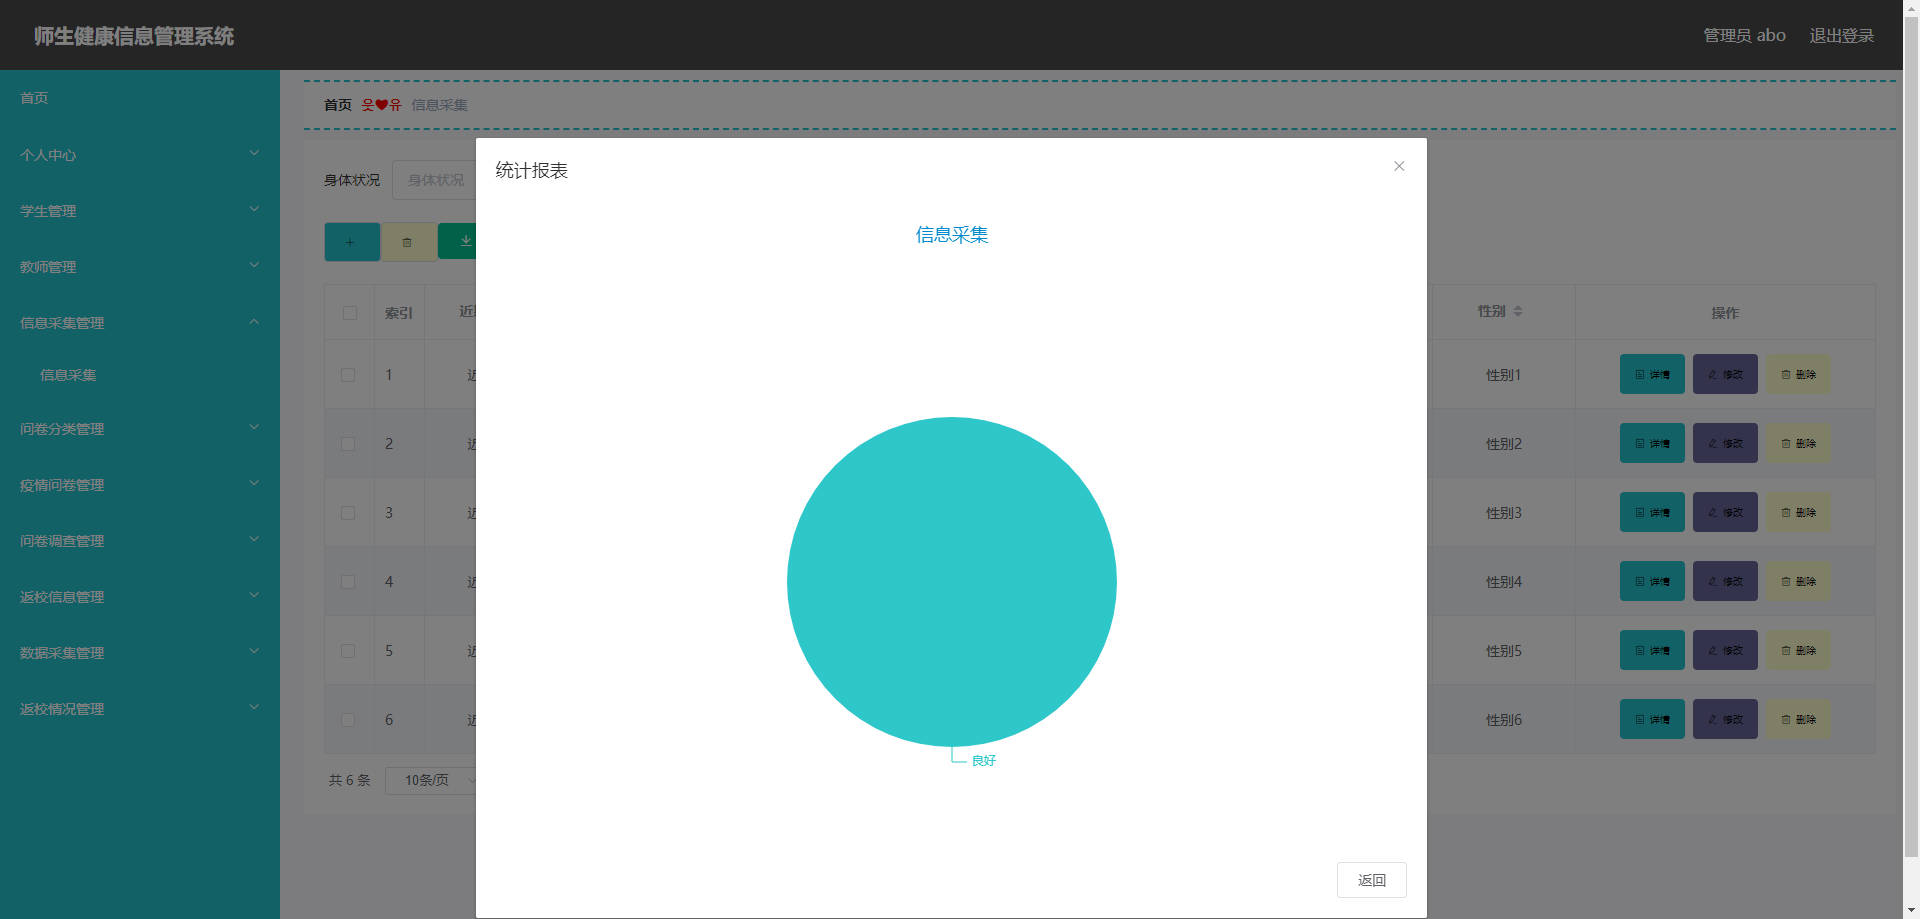 师生健康信息管理系统
管理员 abo 退出登录
首页
个人中心
学生管理
教师管理
信息采集管理
信息采集
问卷分类管理
疫情问卷管理
问卷调查管理
返校信息管理
数据采集管理
返校情况管理
首页 웃❤유 信息采集
身体状况 身体状况
统计报表
信息采集
良好
返回
索引 近 性别 操作
1 近 性别1 详情 修改 删除
2 近 性别2 详情 修改 删除
3 近 性别3 详情 修改 删除
4 近 性别4 详情 修改 删除
5 近 性别5 详情 修改 删除
6 近 性别6 详情 修改 删除
共 6 条 10条/页